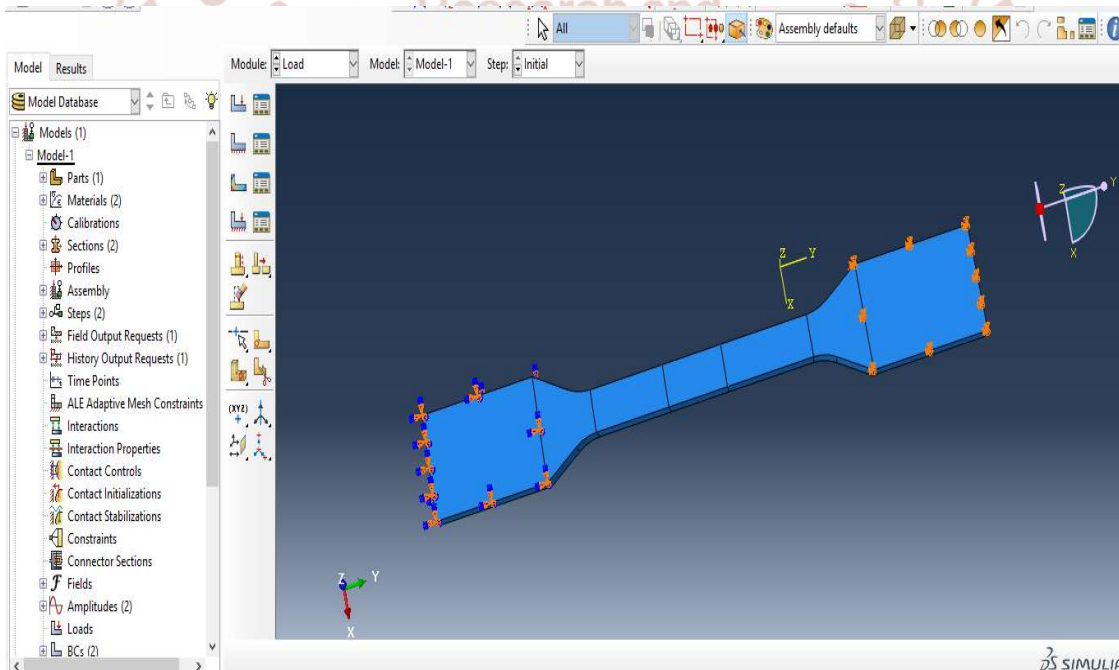 All
Assembly defaults
Model
Results
Module:
Load
Model:
Model-1
Step:
Initial
Model Database
Models (1)
Model-1
Parts (1)
Materials (2)
Calibrations
Sections (2)
Profiles
Assembly
Steps (2)
Field Output Requests (1)
History Output Requests (1)
Time Points
ALE Adaptive Mesh Constraints
Interactions
Interaction Properties
Contact Controls
Contact Initializations
Contact Stabilizations
Constraints
Connector Sections
Fields
Amplitudes (2)
Loads
BCs (2)
(XYZ)
Z
Y
X
Z
Y
X
Z
Y
X
SIMULIA